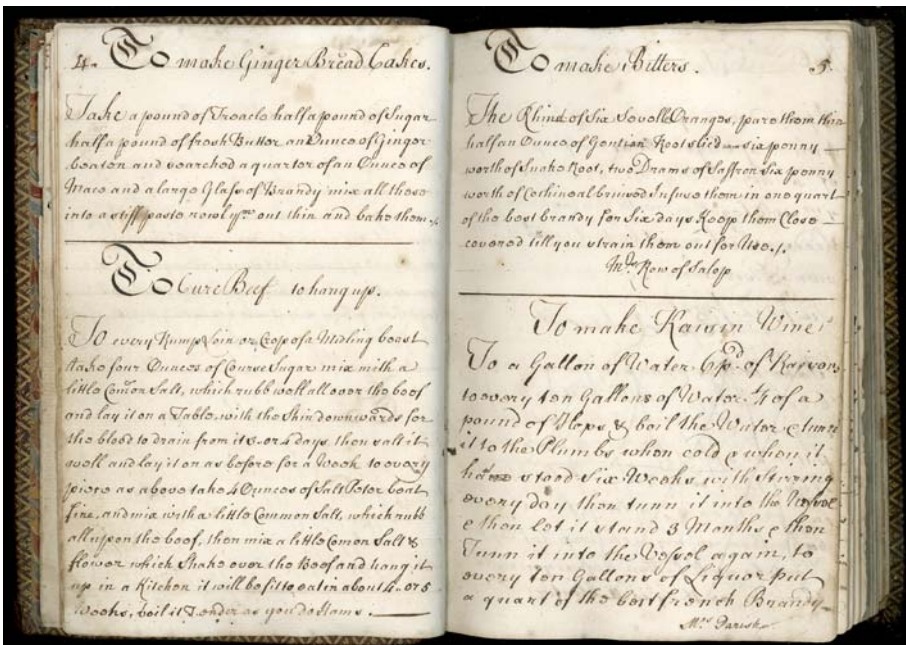 4. To make Ginger Bread Cakes.
Take a pound of Treacle half a pound of Sugar
half a pound of fresh Butter an Ounce of Ginger
beaten and searched a quarter of an Ounce of
Mace and a large Glass of Brandy mix all these
into a stiff paste rowl ym out thin and bake them.
To Cure Beef to hang up.
To every Rump Loin or Crop of a Midling beast
take four Ounces of Course Sugar mix with a
little Comon Salt, which rubb well all over the beef
and lay it on a Table, with the Skin downwards for
the blood to drain from it 3. or 4 days, then salt it
well and lay it on as before for a Week to every
piece as above take 4 Ounces of Salt Peter beat
fine, and mix with a little Common Salt, which rubb
all upon the beef, then mix a little Comon Salt &
flower which Shake over the Beef and hang it
up in a Kitchen it will be fit to eat in about 4. or 5
Weeks, boil it Tender as you do Hams.
To make Bitters. 5.
The Rhind of Six Sevolle Oranges, pare them thin
half an Ounce of Gentian Root slied six penny
worth of Snake Root, two Drams of Saffron Six penny
worth of Cochineal bruised Infuse them in one quart
of the best brandy for Six days Keep them Close
covered till you strain them out for Use.
Row of Salop
To make Raisin Wine
To a Gallon of Water 6 pd. of Raisons
to every ten Gallons of Water 1/4 of a
pound of Hops & boil the Water & turn
it to the Plumbs when cold & when it
has stood Six Weeks with Stirring
every day then tunn it into the Vessel
& then let it stand 3 Months & then
Tunn it into the Vessel again, to
every ten Gallons of Liquor put
a quart of the best french Brandy
Mrs Parish